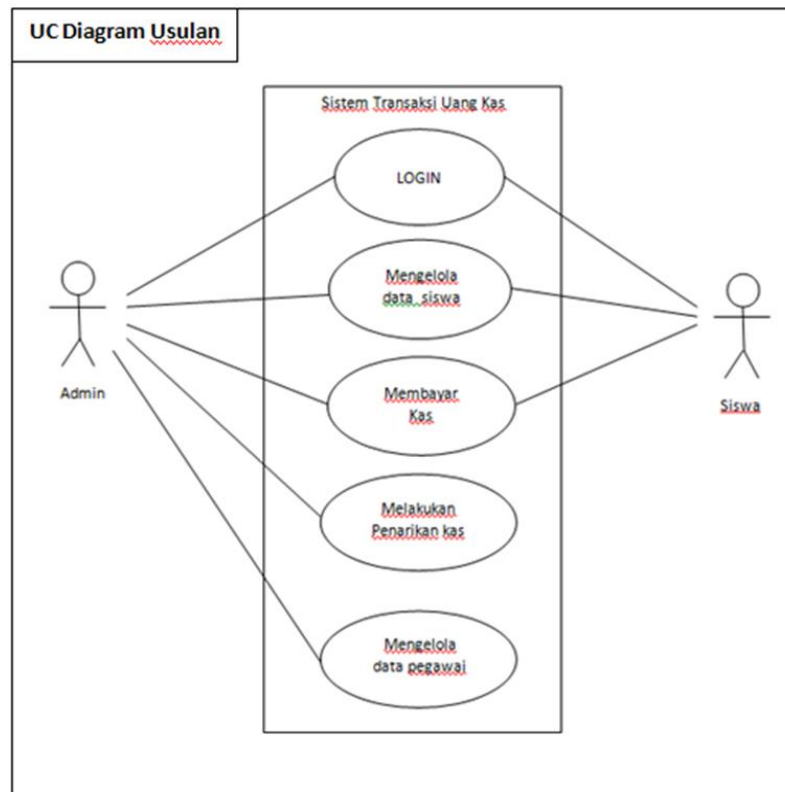 UC Diagram Usulan
Sistem Transaksi Uang Kas
LOGIN
Mengelola
data siswa
Admin
Membayar
Kas
Siswa
Melakukan
Penarikan kas
Mengelola
data pegawai